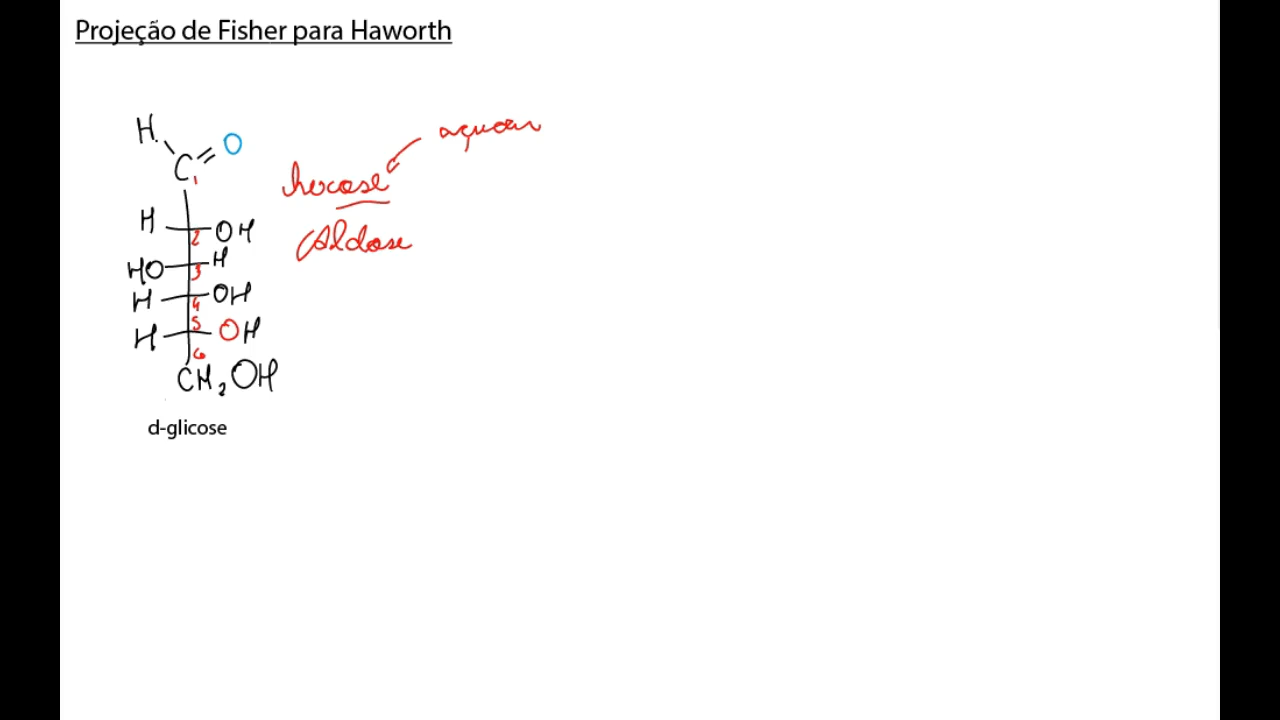 Projeção de Fisher para Haworth
H
C
O
1
açúcar
hexose
H
2
OH
Aldose
HO
3
H
H
4
OH
H
5
OH
6
CH2OH
d-glicose